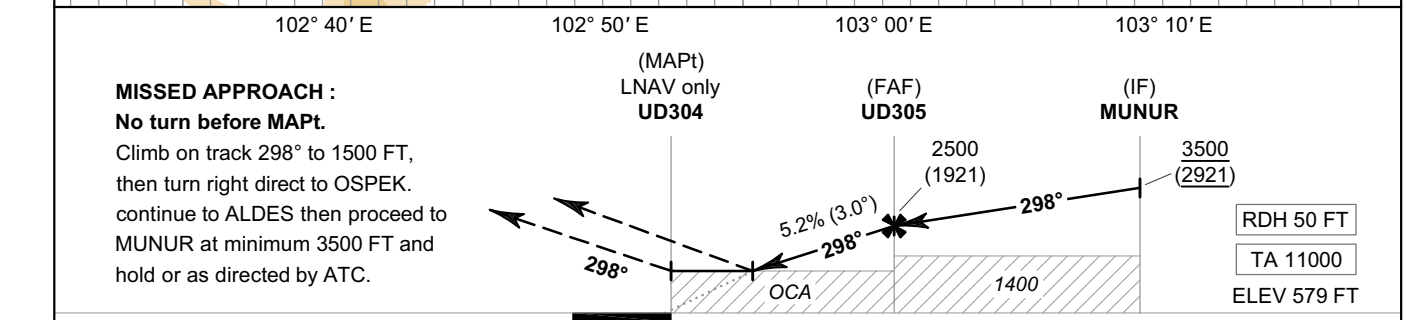 102° 40′ E
102° 50′ E
103° 00′ E
103° 10′ E
MISSED APPROACH :
No turn before MAPt.
Climb on track 298° to 1500 FT,
then turn right direct to OSPEK.
continue to ALDES then proceed to
MUNUR at minimum 3500 FT and
hold or as directed by ATC.
(MAPt)
LNAV only
UD304
(FAF)
UD305
(IF)
MUNUR
2500
(1921)
3500
(2921)
5.2% (3.0°)
298°
298°
298°
OCA
1400
RDH 50 FT
TA 11000
ELEV 579 FT